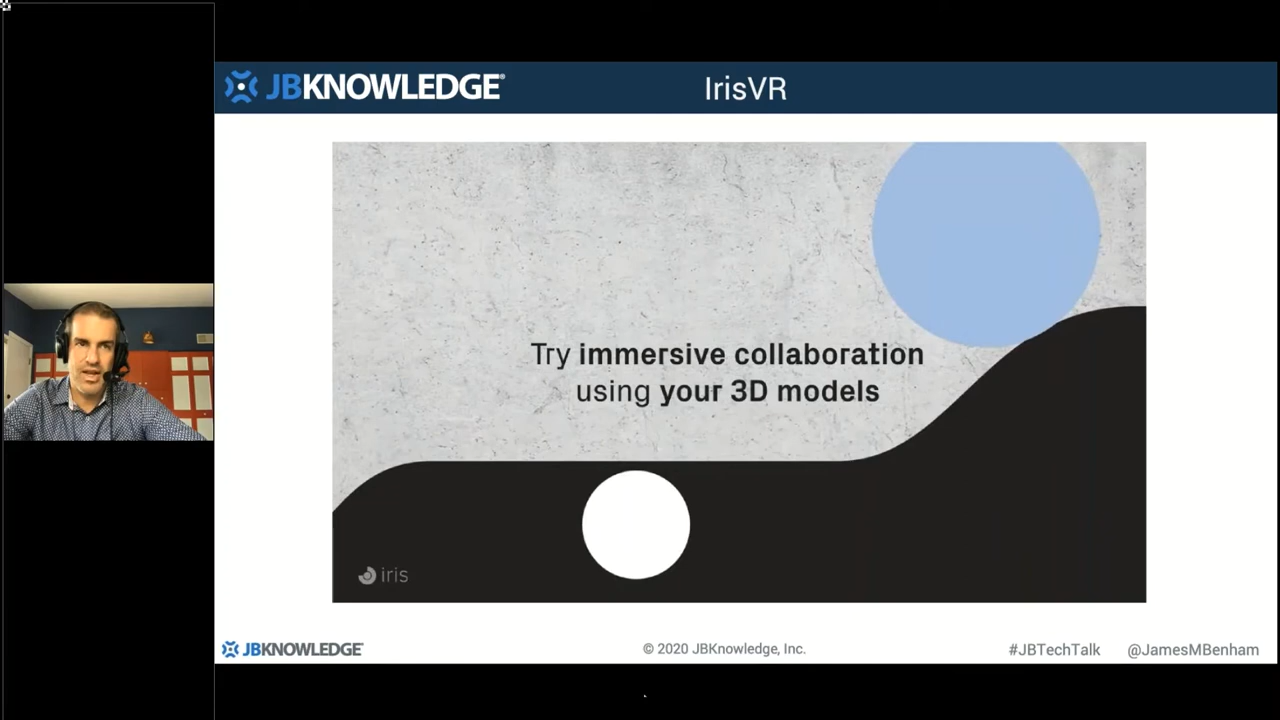 JBKNOWLEDGE®
IrisVR
Try immersive collaboration
using your 3D models
iris
JBKNOWLEDGE
© 2020 JBKnowledge, Inc.
#JBTechTalk
@JamesMBenham